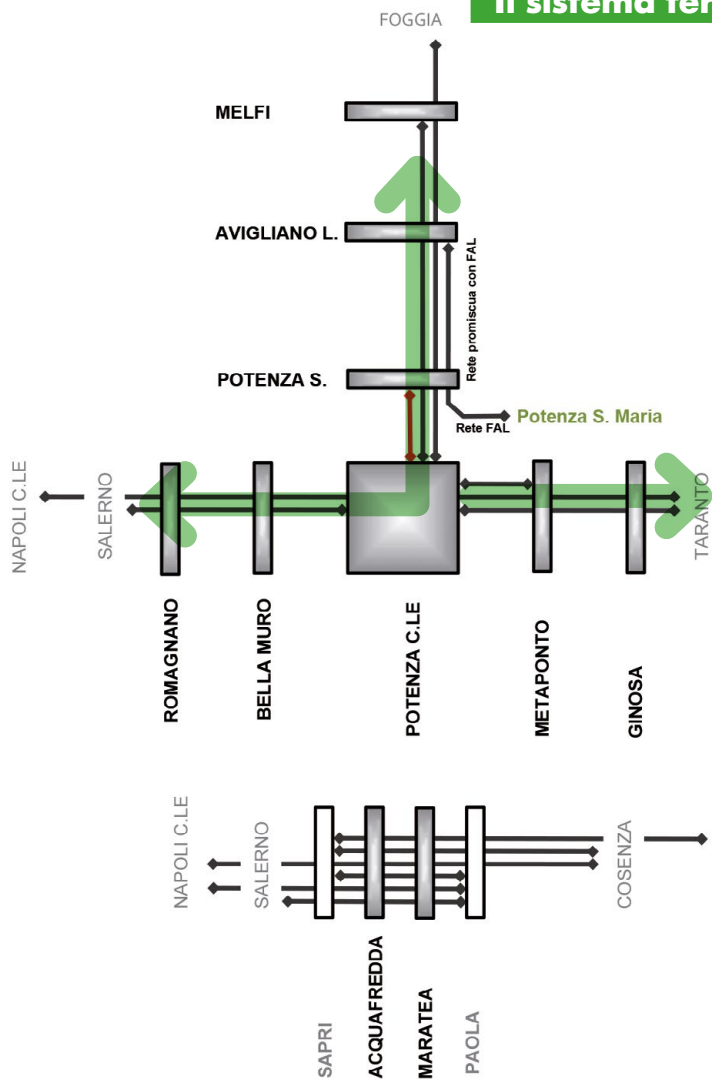 Il sistema fer
FOGGIA
MELFI
AVIGLIANO L.
Rete promiscua con FAL
POTENZA S.
Rete FAL
Potenza S. Maria
NAPOLI C.LE
SALERNO
TARANTO
ROMAGNANO
BELLA MURO
POTENZA C.LE
METAPONTO
GINOSA
NAPOLI C.LE
SALERNO
COSENZA
SAPRI
ACQUAFREDDA
MARATEA
PAOLA